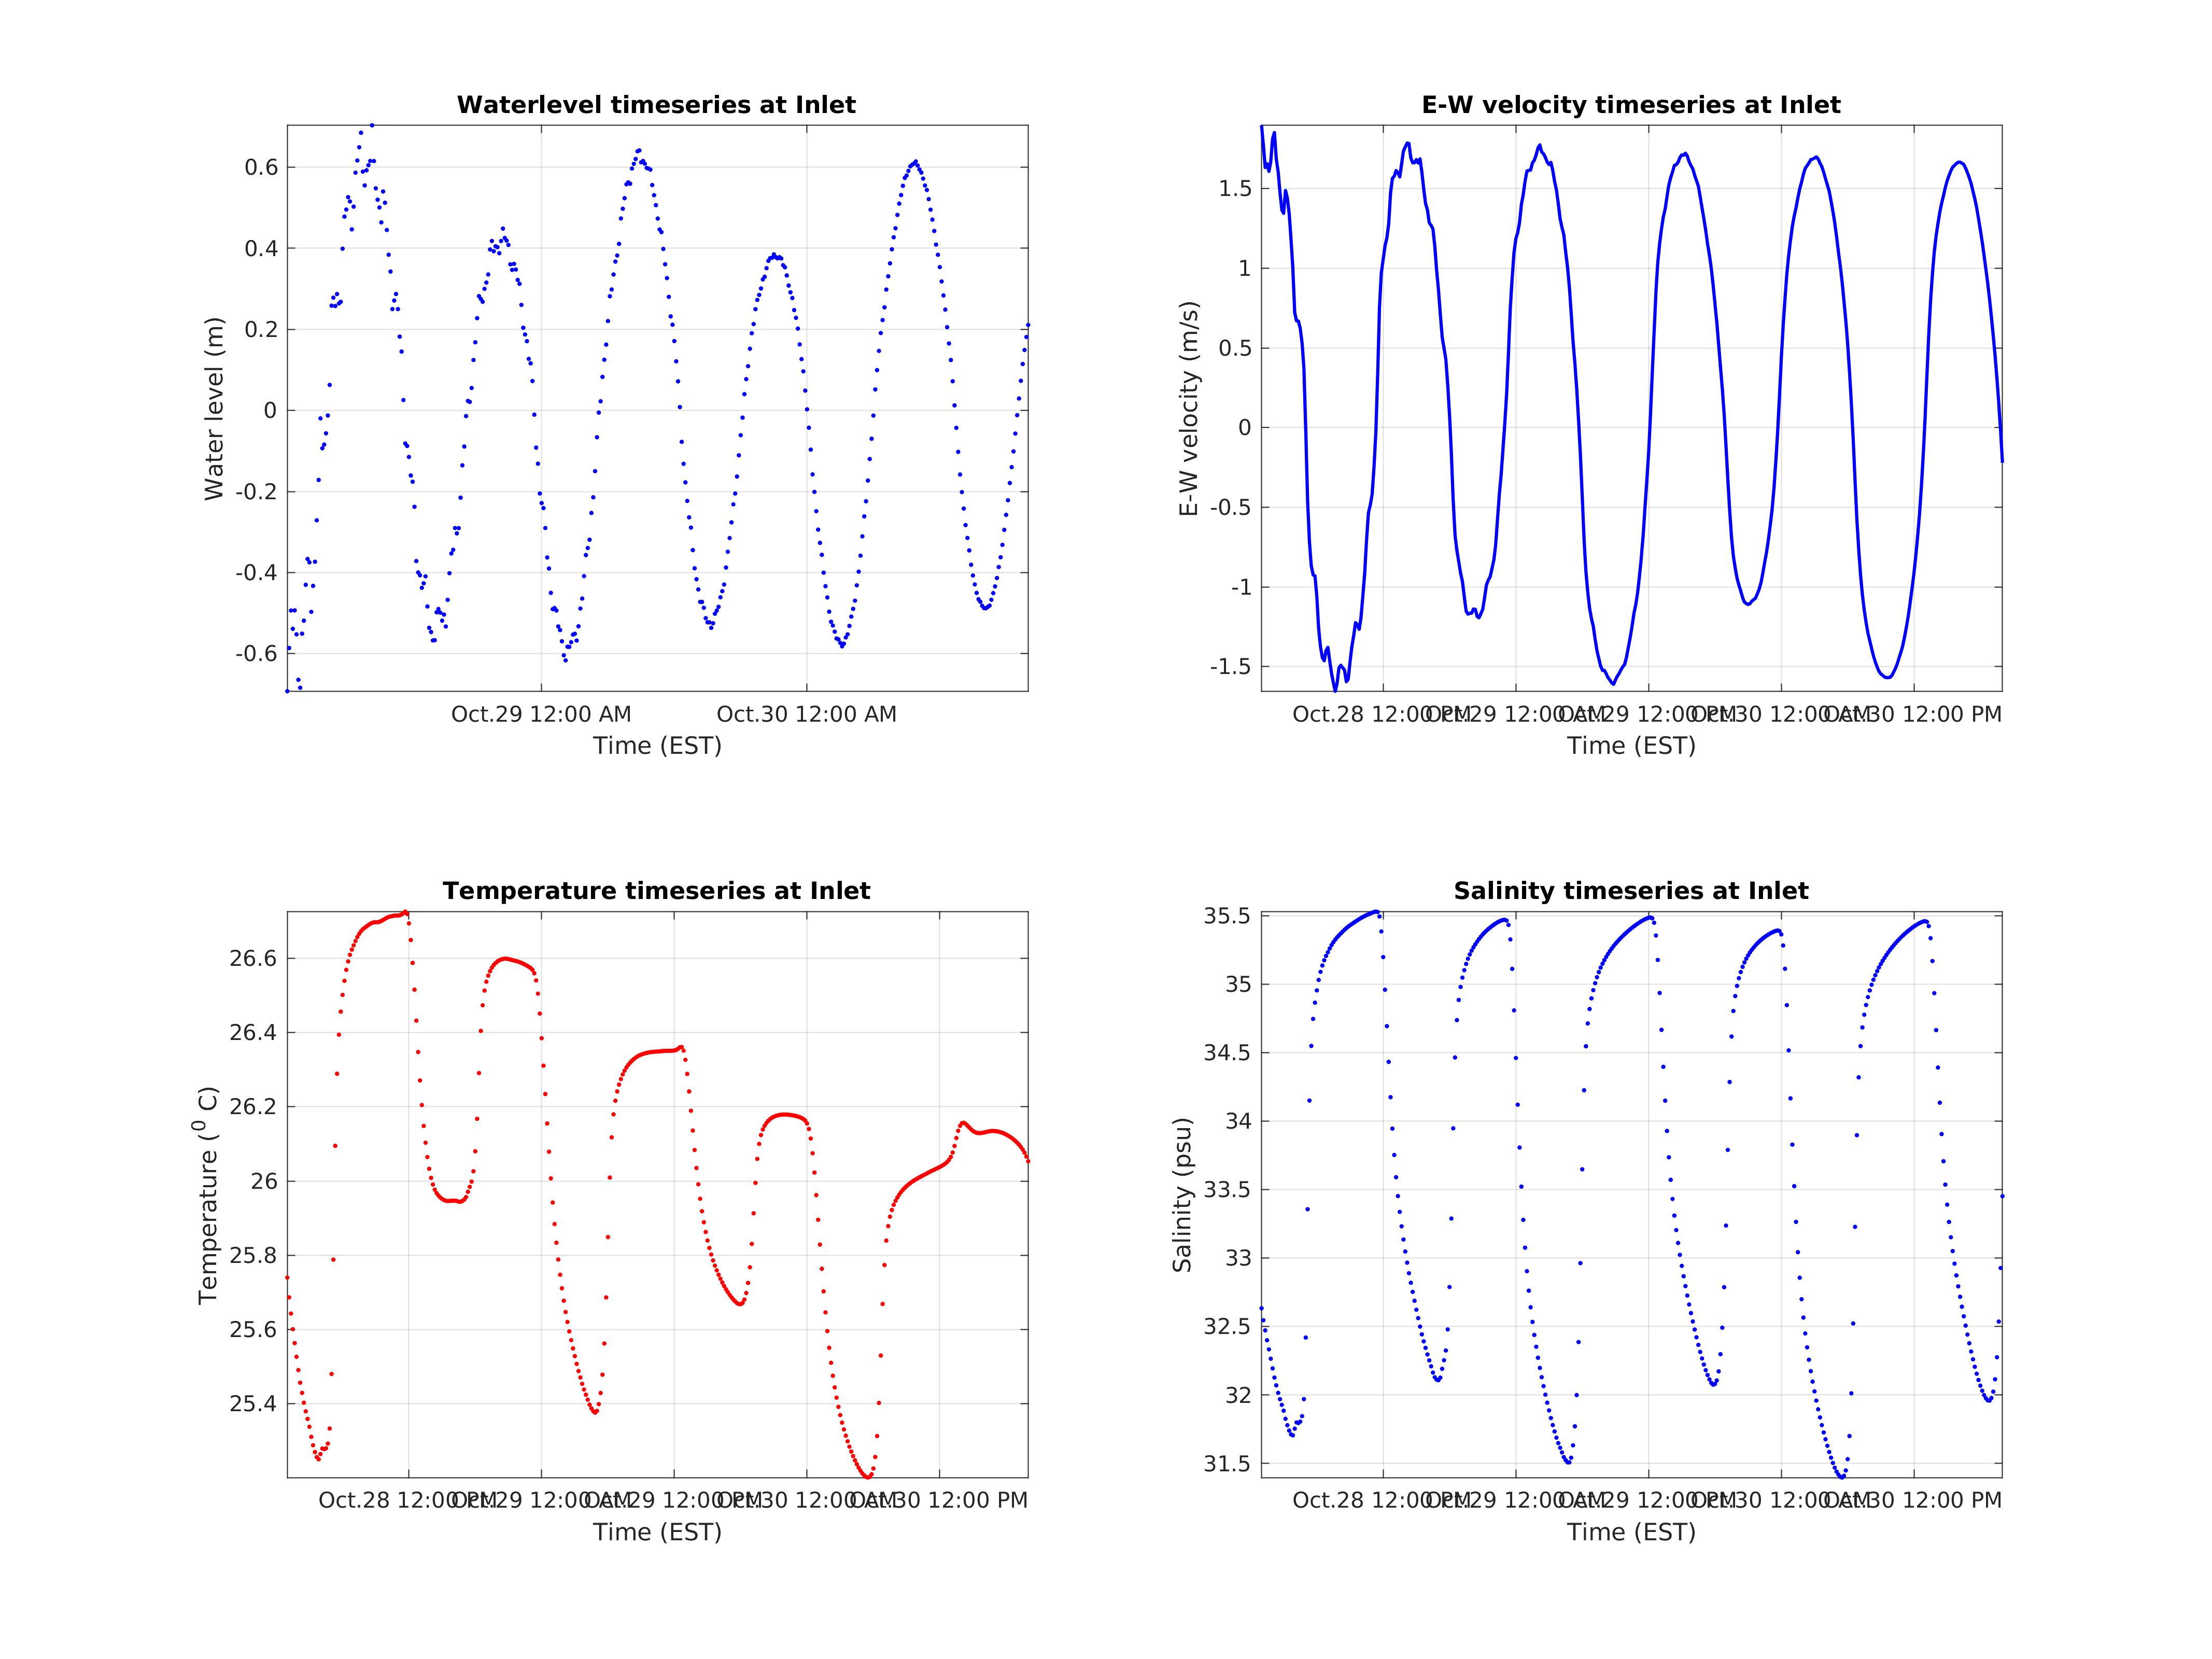 Waterlevel timeseries at Inlet
0.6
0.4
0.2
0
-0.2
-0.4
-0.6
Water level (m)
Oct.29 12:00 AM
Oct.30 12:00 AM
Time (EST)
E-W velocity timeseries at Inlet
1.5
1
0.5
0
-0.5
-1
-1.5
E-W velocity (m/s)
Oct.28 12:00 PM
Oct.29 12:00 AM
Oct.29 12:00 PM
Oct.30 12:00 AM
Oct.30 12:00 PM
Time (EST)
Temperature timeseries at Inlet
26.6
26.4
26.2
26
25.8
25.6
25.4
Temperature (⁰ C)
Oct.28 12:00 PM
Oct.29 12:00 AM
Oct.29 12:00 PM
Oct.30 12:00 AM
Oct.30 12:00 PM
Time (EST)
Salinity timeseries at Inlet
35.5
35
34.5
34
33.5
33
32.5
32
31.5
Salinity (psu)
Oct.28 12:00 PM
Oct.29 12:00 AM
Oct.29 12:00 PM
Oct.30 12:00 AM
Oct.30 12:00 PM
Time (EST)